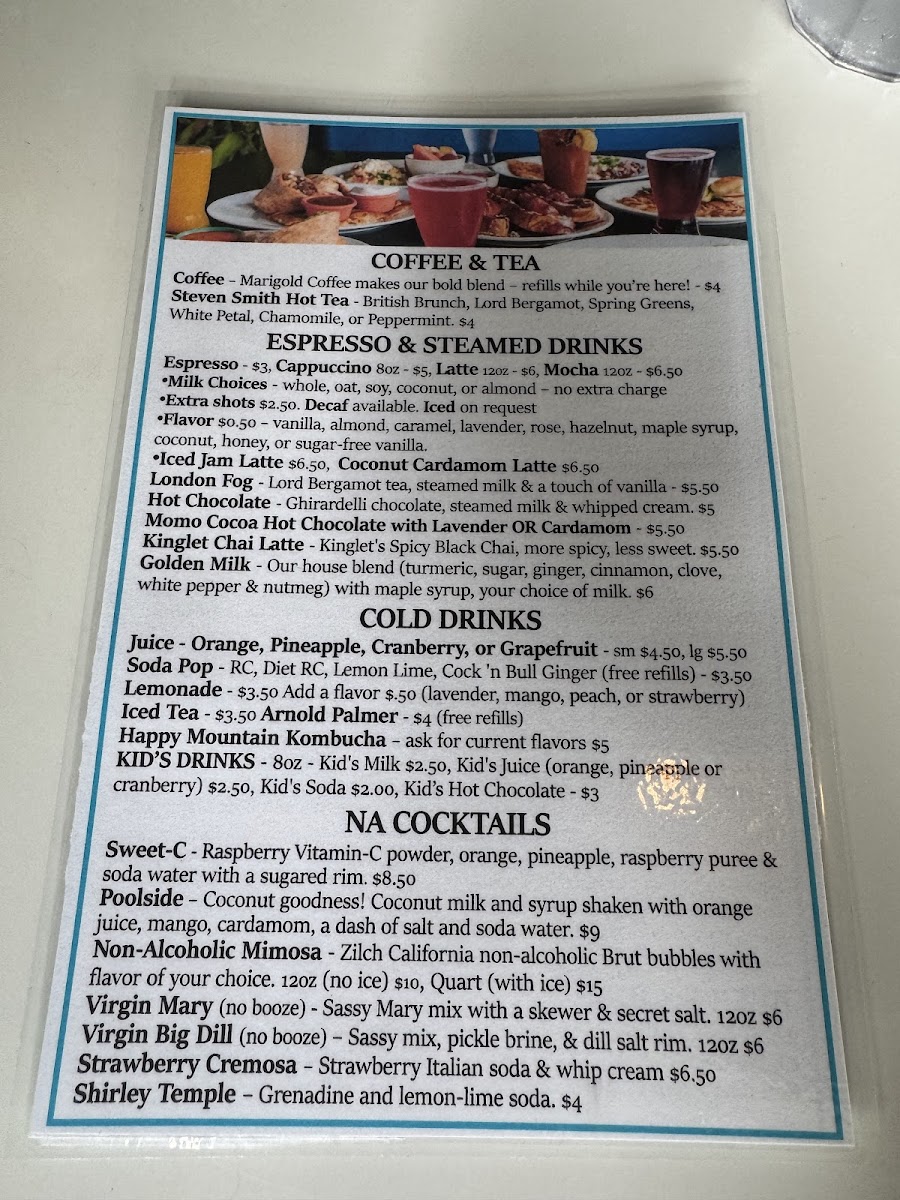 COFFEE & TEA
Coffee – Marigold Coffee makes our bold blend – refills while you're here! - $4
Steven Smith Hot Tea - British Brunch, Lord Bergamot, Spring Greens,
White Petal, Chamomile, or Peppermint. $4
ESPRESSO & STEAMED DRINKS
Espresso - $3, Cappuccino 8oz - $5, Latte 12oz - $6, Mocha 12oz - $6.50
•Milk Choices - whole, oat, soy, coconut, or almond – no extra charge
•Extra shots $2.50. Decaf available. Iced on request
•Flavor $0.50 – vanilla, almond, caramel, lavender, rose, hazelnut, maple syrup,
coconut, honey, or sugar-free vanilla.
•Iced Jam Latte $6.50, Coconut Cardamom Latte $6.50
London Fog - Lord Bergamot tea, steamed milk & a touch of vanilla - $5.50
Hot Chocolate - Ghirardelli chocolate, steamed milk & whipped cream. $5
Momo Cocoa Hot Chocolate with Lavender OR Cardamom - $5.50
Kinglet Chai Latte - Kinglet's Spicy Black Chai, more spicy, less sweet. $5.50
Golden Milk - Our house blend (turmeric, sugar, ginger, cinnamon, clove,
white pepper & nutmeg) with maple syrup, your choice of milk. $6
COLD DRINKS
Juice - Orange, Pineapple, Cranberry, or Grapefruit - sm $4.50, lg $5.50
Soda Pop - RC, Diet RC, Lemon Lime, Cock 'n Bull Ginger (free refills) - $3.50
Lemonade - $3.50 Add a flavor $.50 (lavender, mango, peach, or strawberry)
Iced Tea - $3.50 Arnold Palmer - $4 (free refills)
Happy Mountain Kombucha – ask for current flavors $5
KID'S DRINKS - 8oz - Kid's Milk $2.50, Kid's Juice (orange, pineapple or
cranberry) $2.50, Kid's Soda $2.00, Kid's Hot Chocolate - $3
NA COCKTAILS
Sweet-C - Raspberry Vitamin-C powder, orange, pineapple, raspberry puree &
soda water with a sugared rim. $8.50
Poolside – Coconut goodness! Coconut milk and syrup shaken with orange
juice, mango, cardamom, a dash of salt and soda water. $9
Non-Alcoholic Mimosa - Zilch California non-alcoholic Brut bubbles with
flavor of your choice. 12oz (no ice) $10, Quart (with ice) $15
Virgin Mary (no booze) - Sassy Mary mix with a skewer & secret salt. 12oz $6
Virgin Big Dill (no booze) – Sassy mix, pickle brine, & dill salt rim. 12oz $6
Strawberry Cremosa – Strawberry Italian soda & whip cream $6.50
Shirley Temple – Grenadine and lemon-lime soda. $4